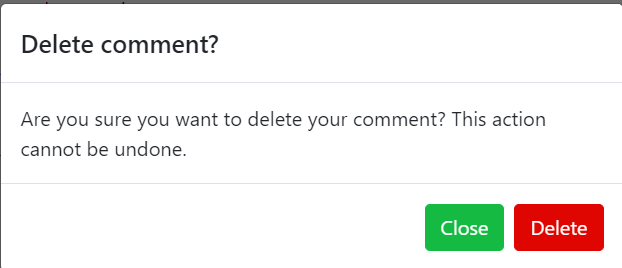 Delete comment?
Are you sure you want to delete your comment? This action
cannot be undone.
Close Delete